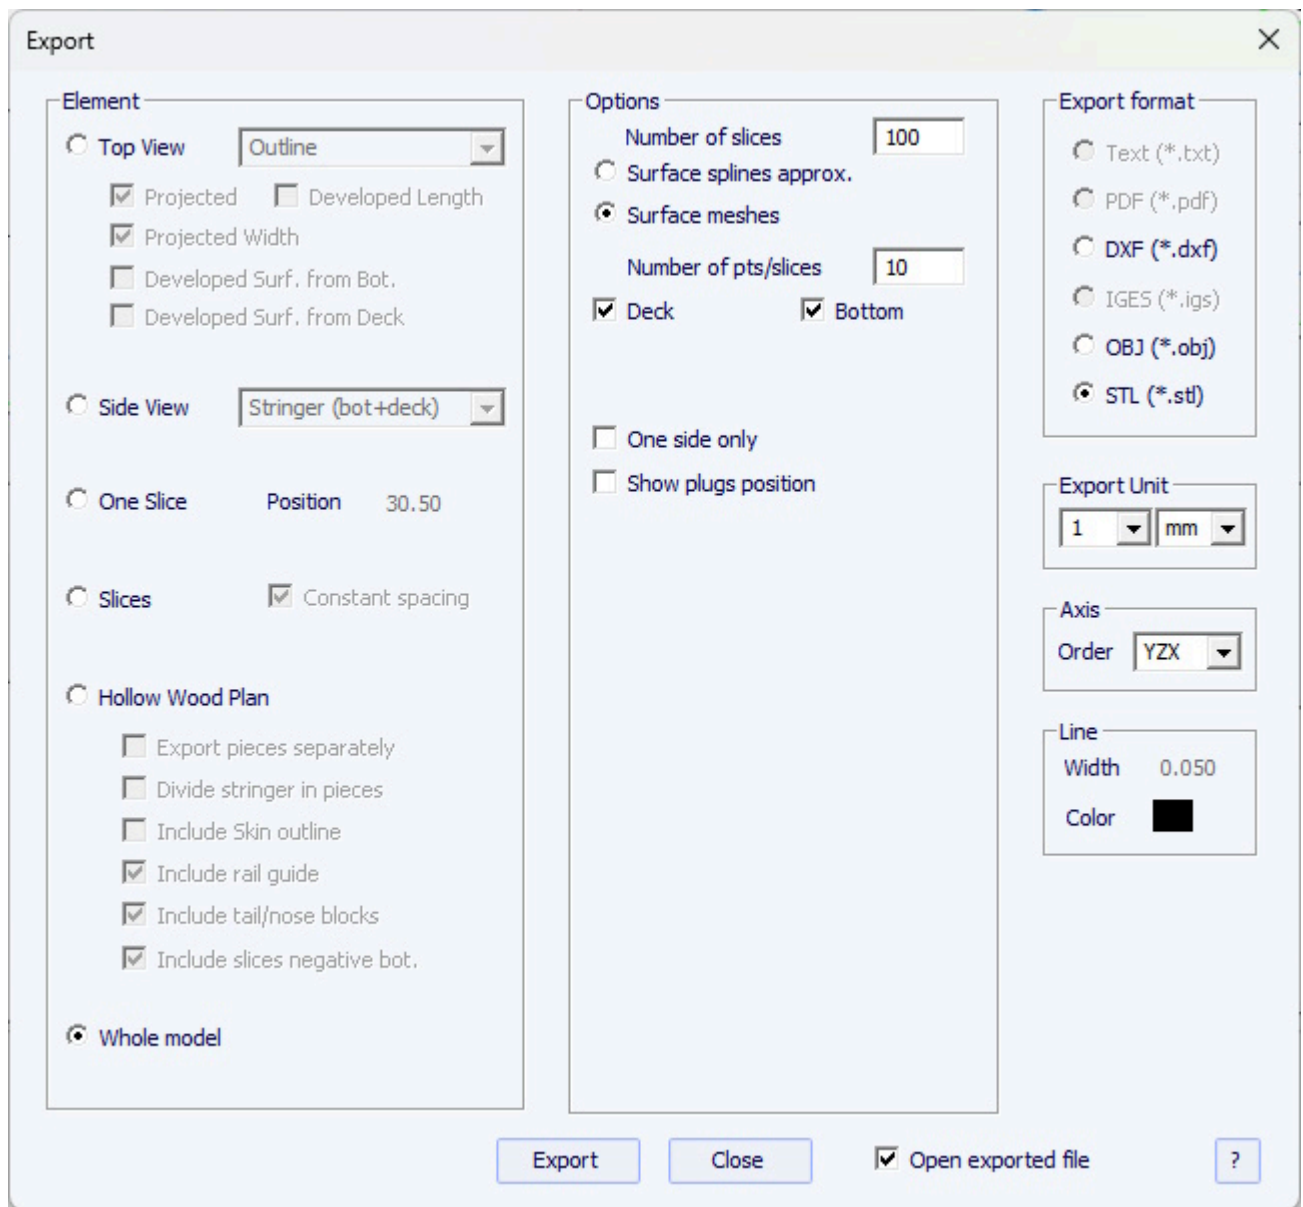 Export
Element
Top View Outline
Projected Developed Length
Projected Width
Developed Surf. from Bot.
Developed Surf. from Deck
Side View Stringer (bot+deck)
One Slice Position 30.50
Slices Constant spacing
Hollow Wood Plan
Export pieces separately
Divide stringer in pieces
Include Skin outline
Include rail guide
Include tail/nose blocks
Include slices negative bot.
Whole model
Options
Number of slices 100
Surface splines approx.
Surface meshes
Number of pts/slices 10
Deck Bottom
One side only
Show plugs position
Export format
Text (*.txt)
PDF (*.pdf)
DXF (*.dxf)
IGES (*.igs)
OBJ (*.obj)
STL (*.stl)
Export Unit
1 mm
Axis
Order YZX
Line
Width 0.050
Color
Export Close Open exported file ?